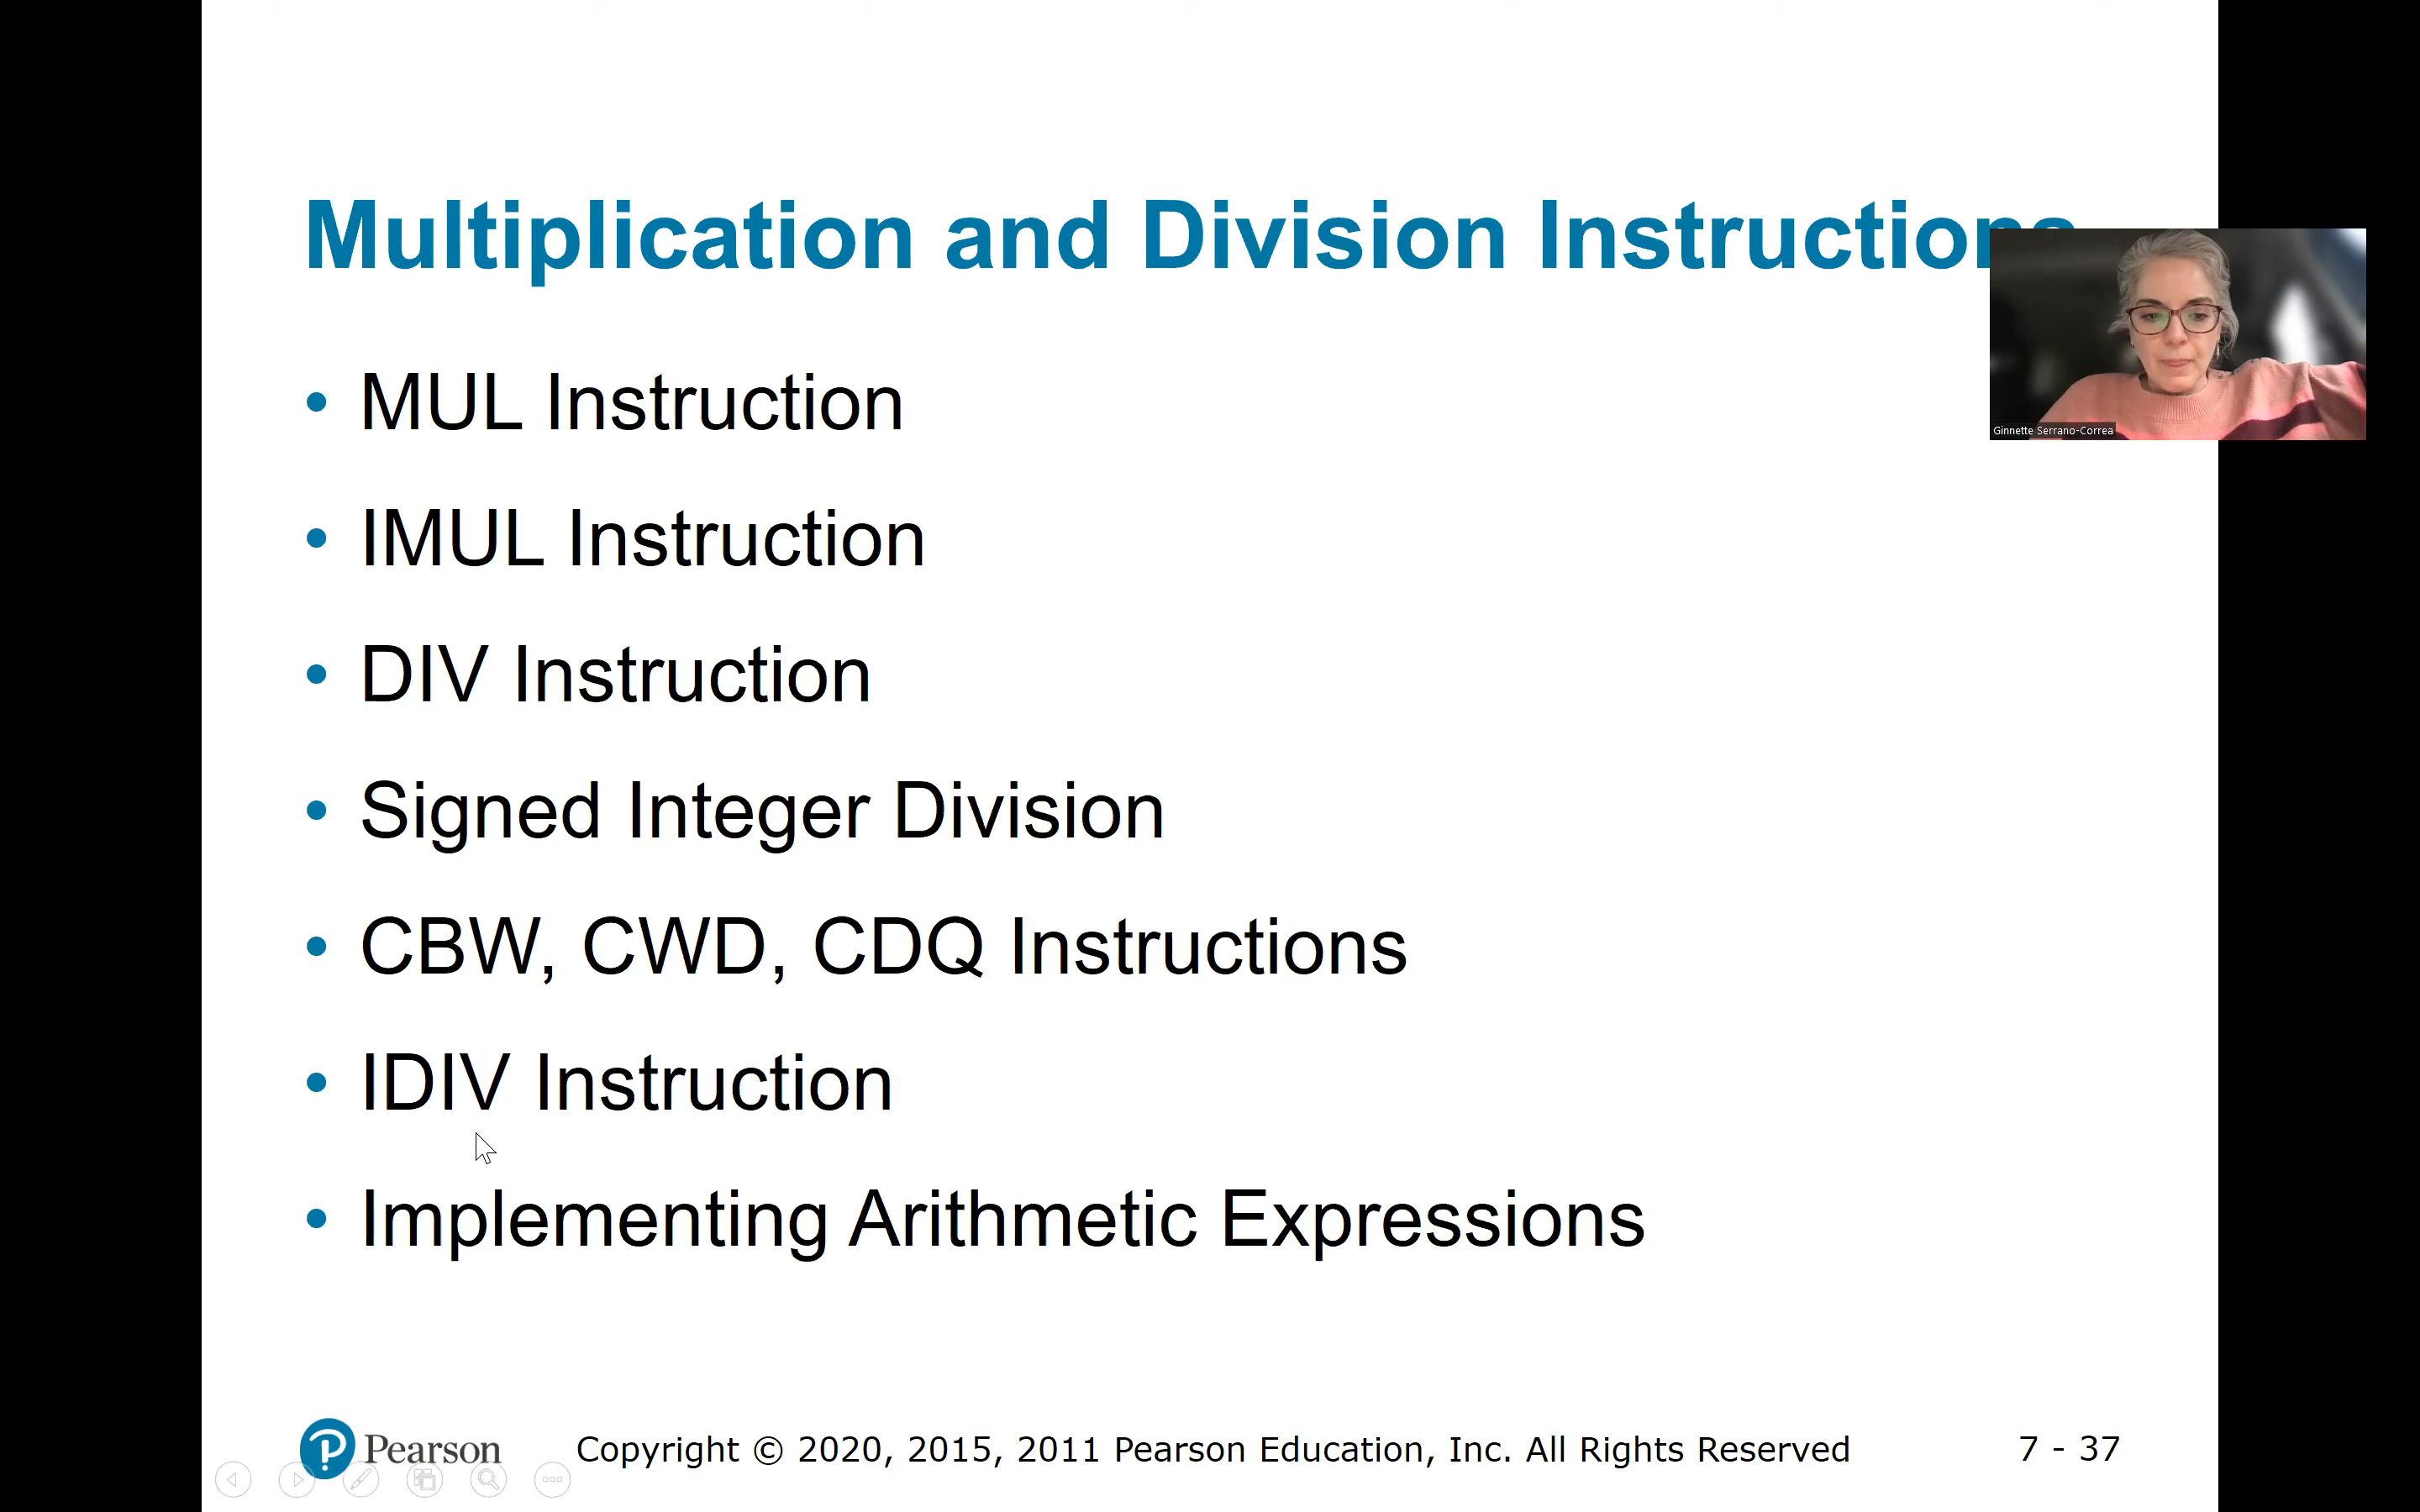 Multiplication and Division Instructions
Ginnette Serrano-Correa
• MUL Instruction
• IMUL Instruction
• DIV Instruction
• Signed Integer Division
• CBW, CWD, CDQ Instructions
• IDIV Instruction
• Implementing Arithmetic Expressions
Pearson
Copyright © 2020, 2015, 2011 Pearson Education, Inc. All Rights Reserved
7 - 37